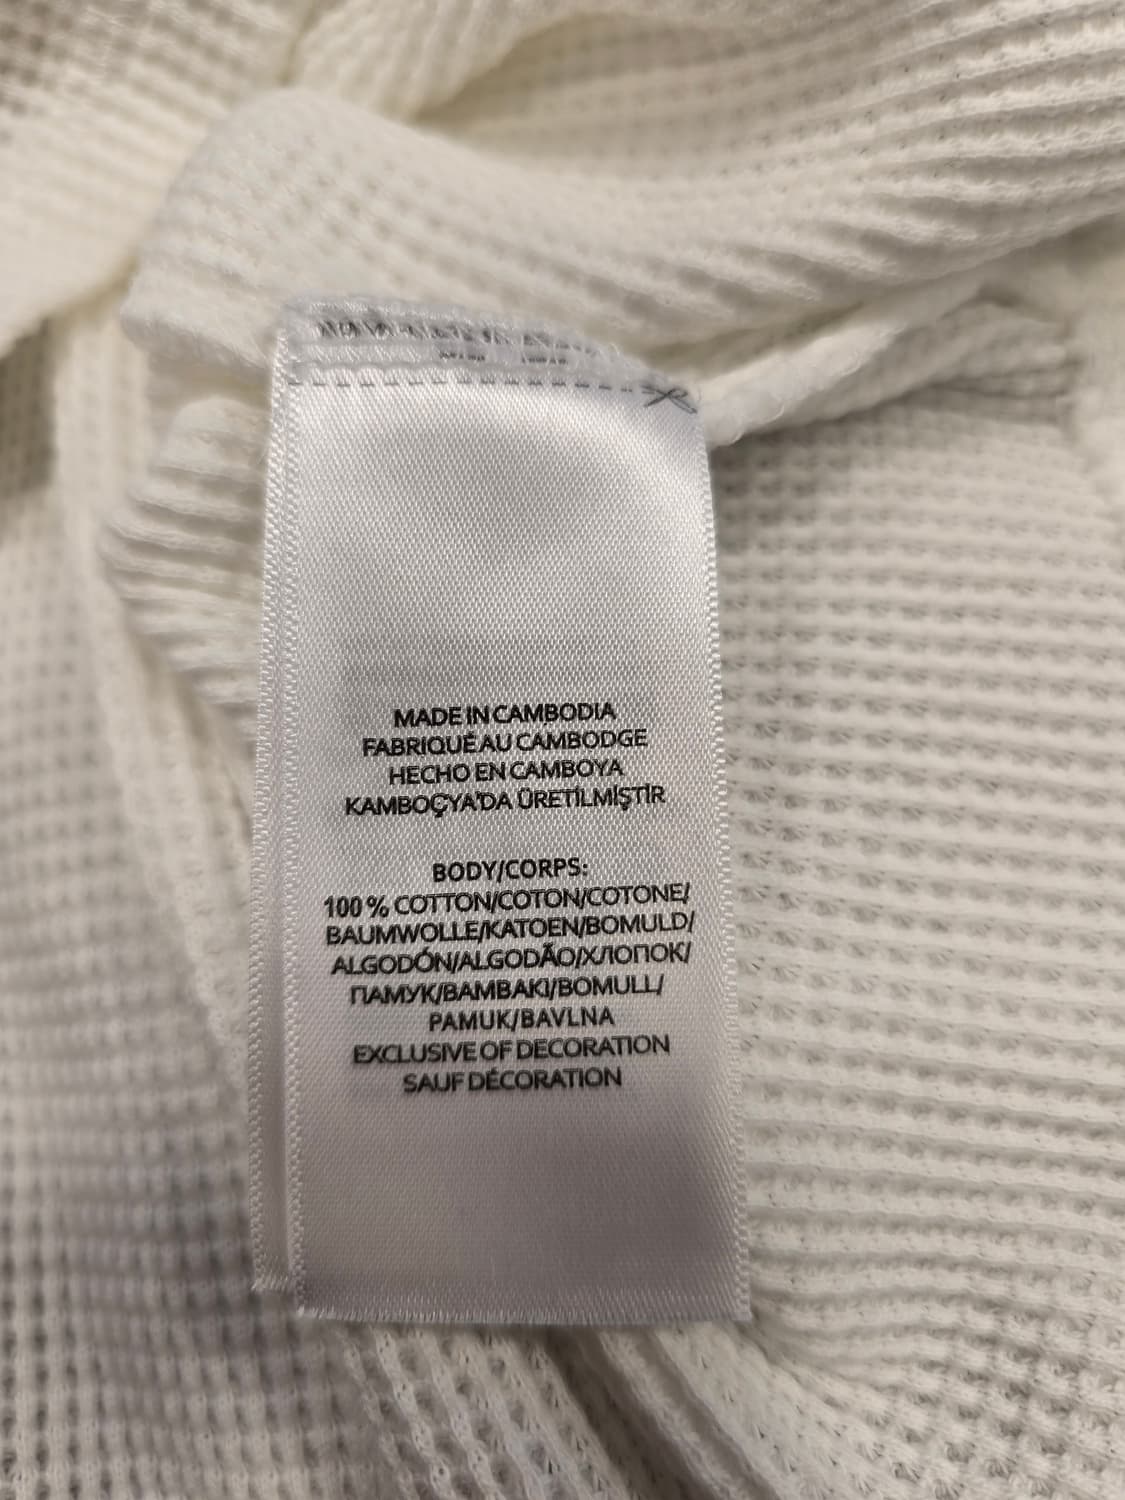 MADE IN CAMBODIA
FABRIQUÉ AU CAMBODGE
HECHO EN CAMBOYA
KAMBOÇYA'DA ÜRETİLMİŞTİR
BODY/CORPS:
100 % COTTON/COTON/COTONE/
BAUMWOLLE/KATOEN/BOMULD/
ALGODÓN/ALGODÃO/ХЛОПОК/
ПАМУК/BAMBAKI/BOMULL/
PAMUK/BAVLNA
EXCLUSIVE OF DECORATION
SAUF DÉCORATION